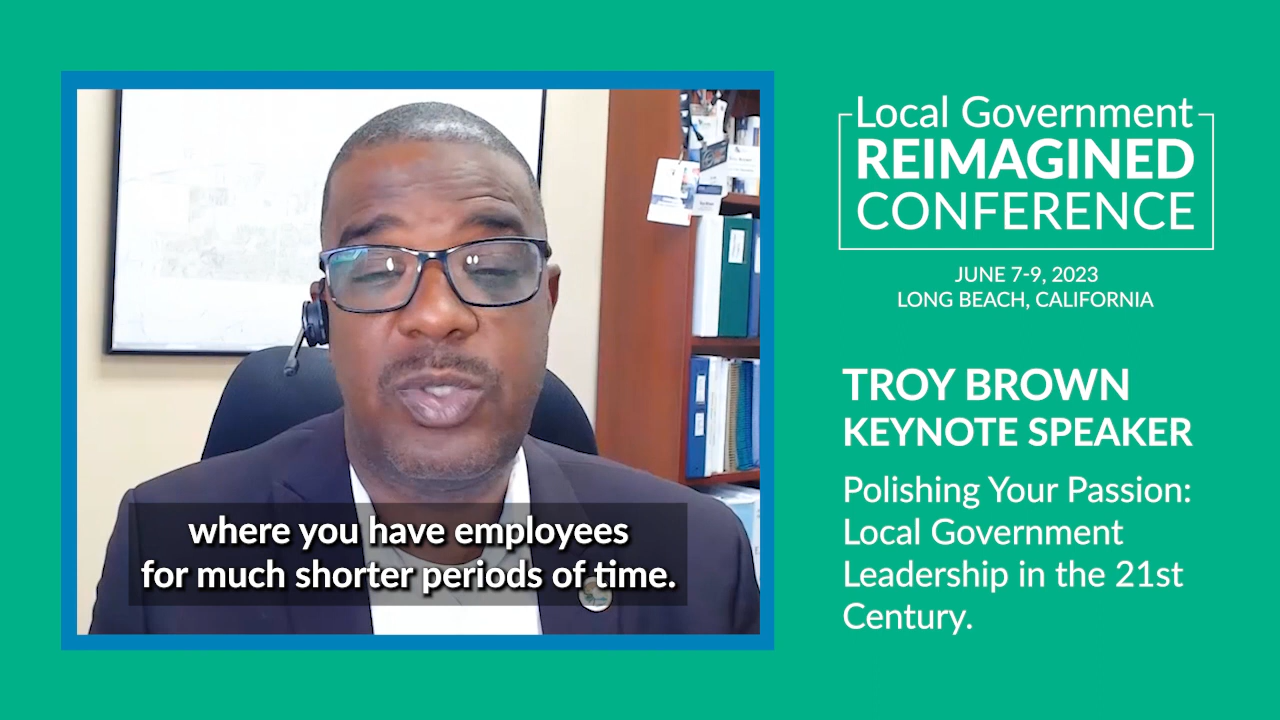 Local Government
REIMAGINED
CONFERENCE
JUNE 7-9, 2023
LONG BEACH, CALIFORNIA
TROY BROWN
KEYNOTE SPEAKER
Polishing Your Passion:
Local Government
Leadership in the 21st
Century.
where you have employees
for much shorter periods of time.